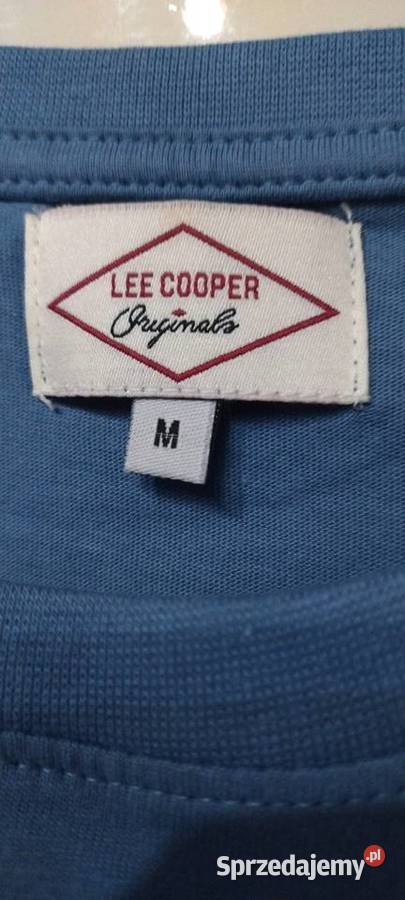 LEE COOPER
Originals
M
Sprzedajemy.pl